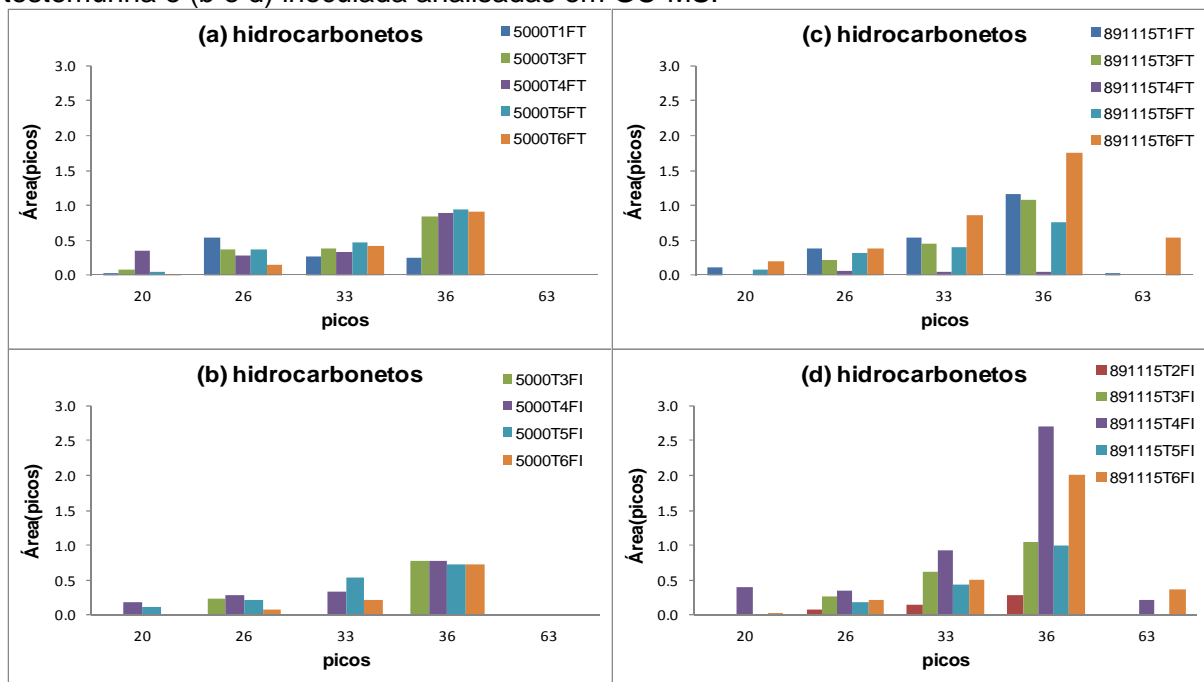 (a) hidrocarbonetos
5000T1FT
5000T3FT
5000T4FT
5000T5FT
5000T6FT
Área(picos)
3.0
2.5
2.0
1.5
1.0
0.5
0.0
20 26 33 36 63
picos
(c) hidrocarbonetos
891115T1FT
891115T3FT
891115T4FT
891115T5FT
891115T6FT
Área(picos)
3.0
2.5
2.0
1.5
1.0
0.5
0.0
20 26 33 36 63
picos
(b) hidrocarbonetos
5000T3FI
5000T4FI
5000T5FI
5000T6FI
Área(picos)
3.0
2.5
2.0
1.5
1.0
0.5
0.0
20 26 33 36 63
picos
(d) hidrocarbonetos
891115T2FI
891115T3FI
891115T4FI
891115T5FI
891115T6FI
Área(picos)
3.0
2.5
2.0
1.5
1.0
0.5
0.0
20 26 33 36 63
picos